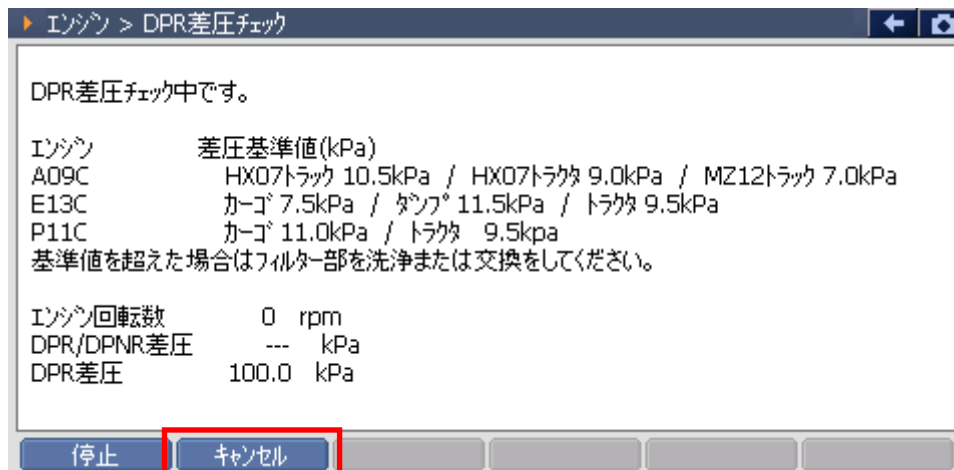 エンジン > DPR差圧チェック
DPR差圧チェック中です。
エンジン 差圧基準値(kPa)
A09C HX07トラック 10.5kPa / HX07トラクタ 9.0kPa / MZ12トラック 7.0kPa
E13C カーゴ 7.5kPa / ダンプ 11.5kPa / トラクタ 9.5kPa
P11C カーゴ 11.0kPa / トラクタ 9.5kpa
基準値を超えた場合はフィルター部を洗浄または交換をしてください。
エンジン回転数 0 rpm
DPR/DPNR差圧 --- kPa
DPR差圧 100.0 kPa
停止 キャンセル